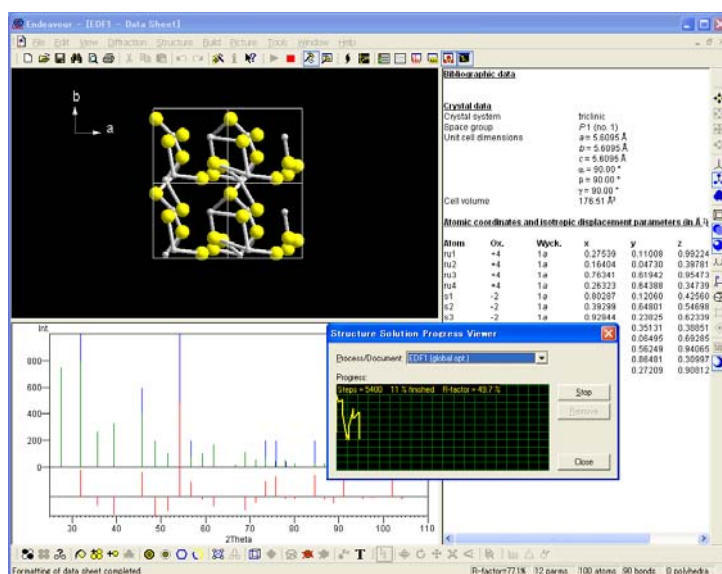 Endeavour - [EDF1 - Data Sheet]
File Edit View Diffraction Structure Build Picture Tools Window Help
b
a
Bibliographic data
Crystal data
Crystal system triclinic
Space group P1 (no. 1)
Unit cell dimensions a = 5.6095 Å
b = 5.6095 Å
c = 5.6095 Å
α = 90.00 °
β = 90.00 °
γ = 90.00 °
Cell volume 176.51 Å³
Atomic coordinates and isotropic displacement parameters (in Å²)
Atom Ox. Wyck. x y z
ru1 +4 1a 0.27539 0.11008 0.99224
ru2 +4 1a 0.16404 0.04730 0.39781
ru3 +4 1a 0.76341 0.61942 0.95473
ru4 +4 1a 0.26323 0.64388 0.34739
s1 -2 1a 0.80287 0.12060 0.42560
s2 -2 1a 0.39299 0.64801 0.54698
s3 -2 1a 0.92844 0.23825 0.62339
0.35131 0.38851
0.06495 0.69285
0.56249 0.94065
0.86481 0.30997
0.27209 0.90812
Int.
800
600
400
200
0
30 40 50 60 70 80 90 100 110
2Theta
Structure Solution Progress Viewer
Process/Document: EDF1 (global opt.)
Progress:
Steps = 5400 11 % finished R-factor = 49.7 %
Stop
Remove
Close
Formatting of data sheet completed
R-factor=77.1% 12 parms 100 atoms 90 bonds 0 polyhedra